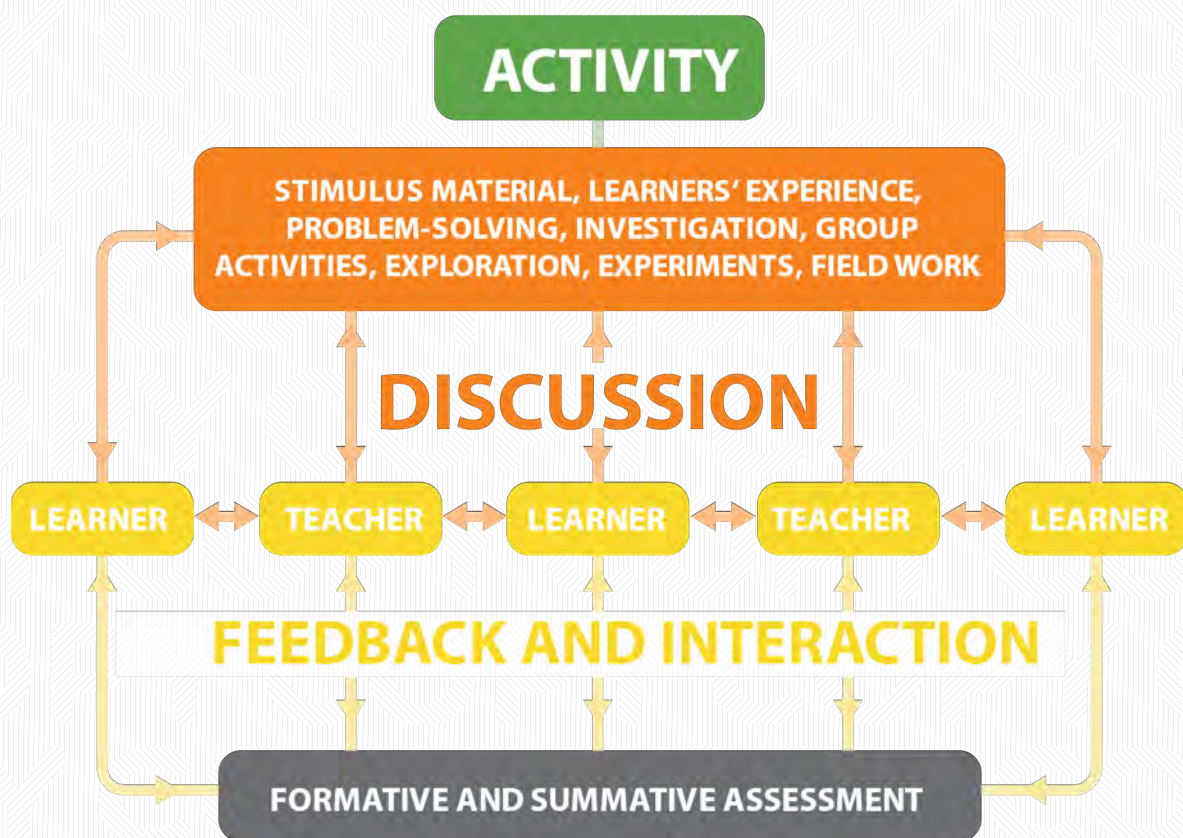 ACTIVITY
STIMULUS MATERIAL, LEARNERS‘ EXPERIENCE,
PROBLEM-SOLVING, INVESTIGATION, GROUP
ACTIVITIES, EXPLORATION, EXPERIMENTS, FIELD WORK
DISCUSSION
LEARNER TEACHER LEARNER TEACHER LEARNER
FEEDBACK AND INTERACTION
FORMATIVE AND SUMMATIVE ASSESSMENT